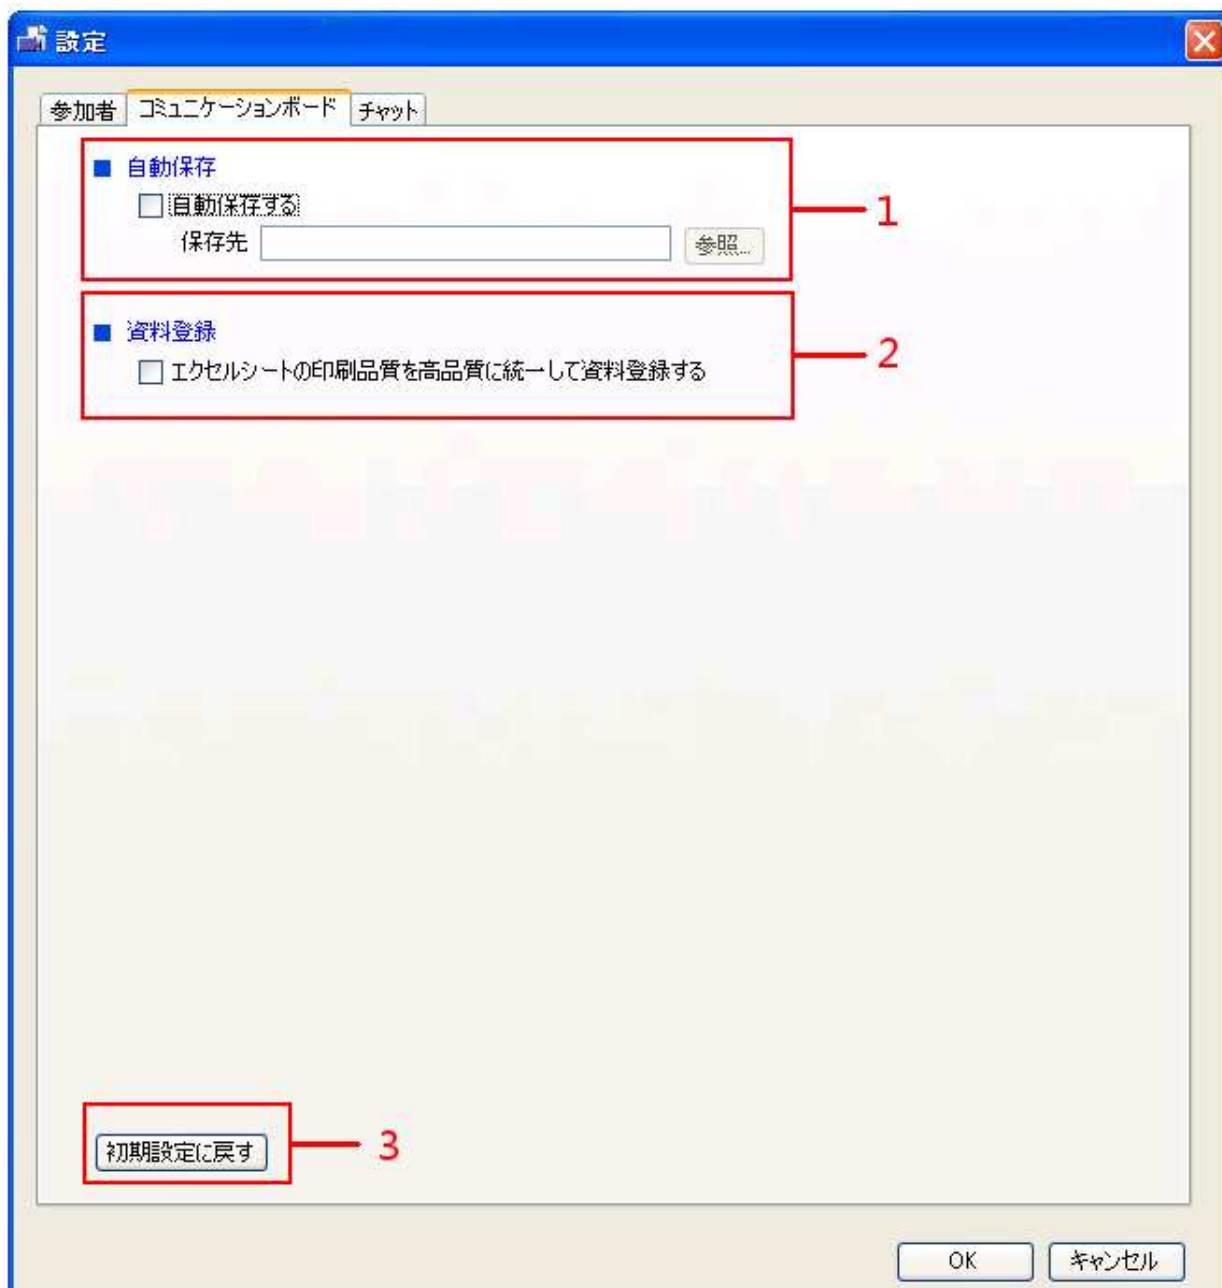 設定
参加者 コミュニケーションボード チャット
■ 自動保存
自動保存する
1
保存先 参照...
■ 資料登録
2
エクセルシートの印刷品質を高品質に統一して資料登録する
初期設定に戻す
3
OK キャンセル